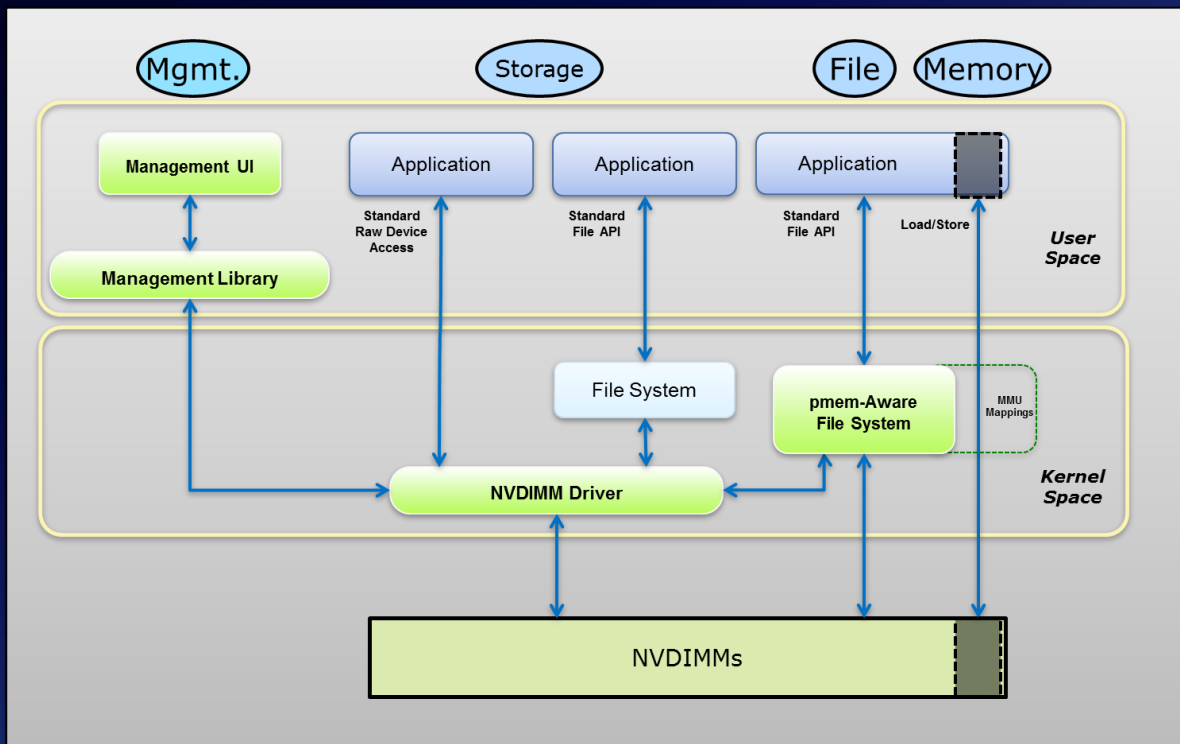 Mgmt.
Storage
File
Memory
Management UI
Application
Application
Application
Standard
Raw Device
Access
Standard
File API
Standard
File API
Load/Store
User
Space
Management Library
File System
pmem-Aware
File System
MMU
Mappings
NVDIMM Driver
Kernel
Space
NVDIMMs